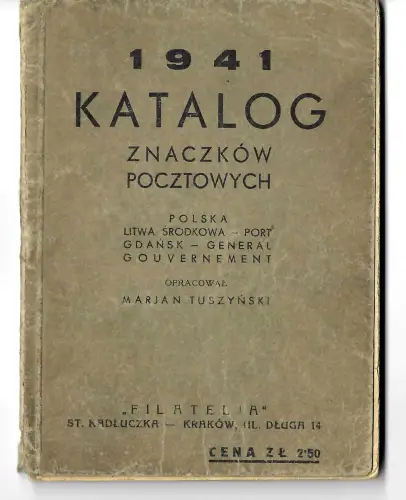 1941
KATALOG
ZNACZKÓW
POCZTOWYCH
POLSKA
LITWA ŚRODKOWA — PORT
GDAŃSK — GENERAL
GOUVERNEMENT
OPRACOWAŁ
MARJAN TUSZYŃSKI
„FILATELIA"
ST. KADŁUCZKA — KRAKÓW, UL. DŁUGA 14
CENA ZŁ 2·50